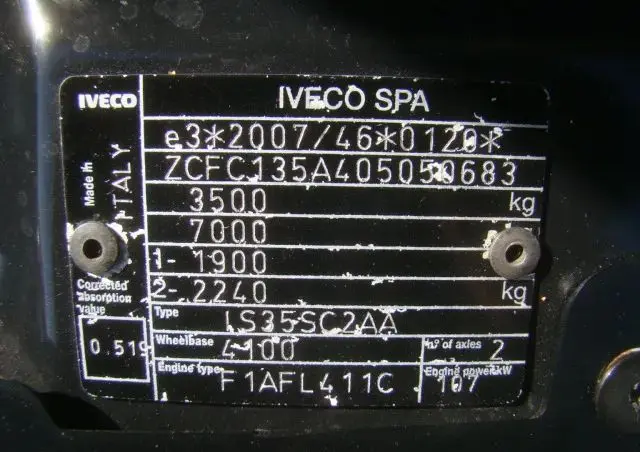 IVECO
IVECO SPA
Made in ITALY
e3*2007/46*0120*
ZCFC135A405050683
3500 kg
7000
1- 1900
2- 2240 kg
Corrected
absorption
value
0.519
Type IS35SC2AA
Wheelbase 4100 n.º of axles 2
Engine type F1AFL411C Engine power kW 107